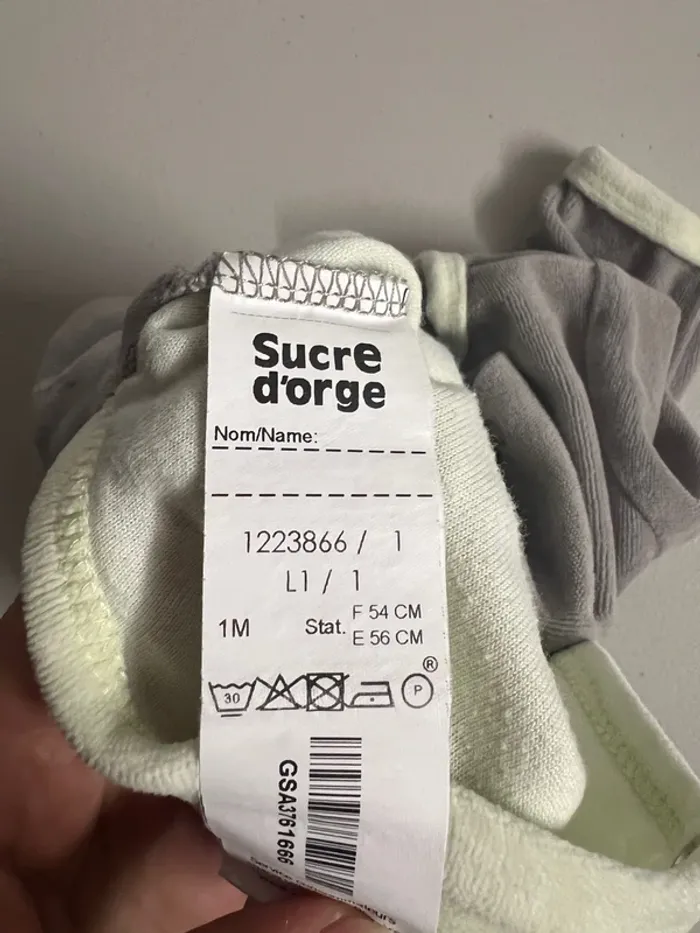 Sucre
d'orge
Nom/Name:
1223866 / 1
L1 / 1
1M
Stat.
F 54 CM
E 56 CM
®
30
P
GSA3761666